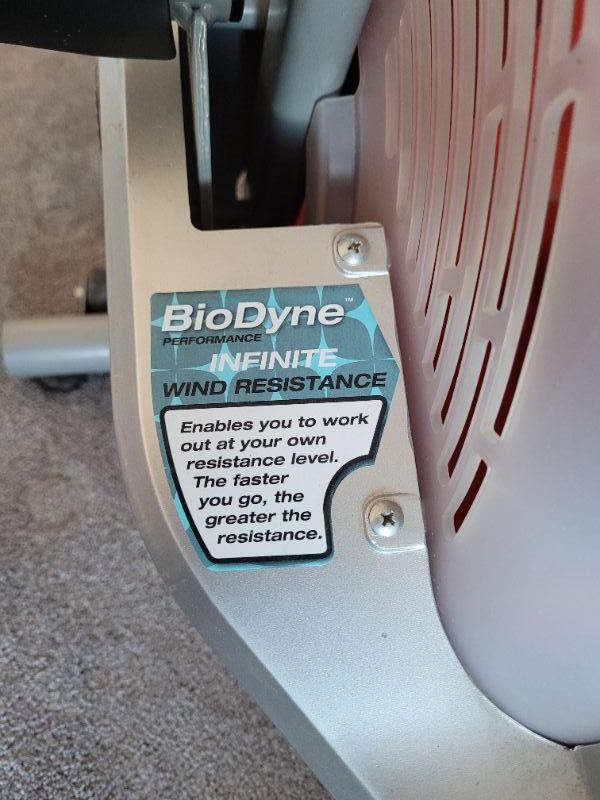 BioDyne™
PERFORMANCE
INFINITE
WIND RESISTANCE
Enables you to work
out at your own
resistance level.
The faster
you go, the
greater the
resistance.